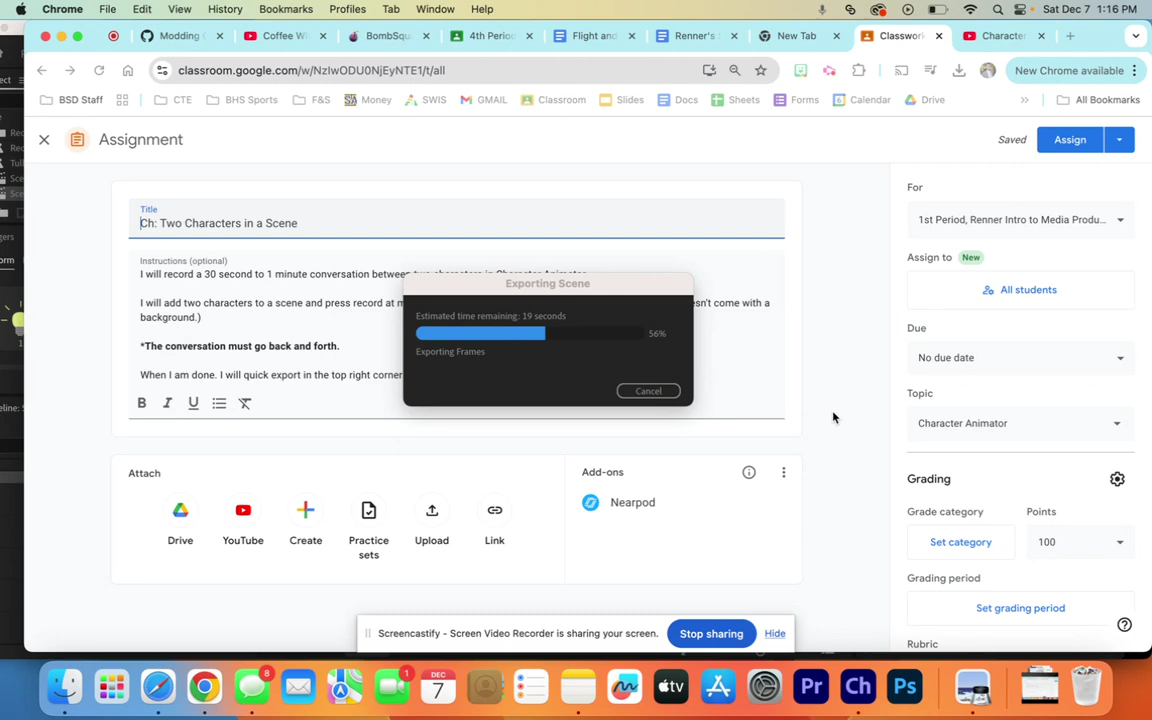 Chrome File Edit View History Bookmarks Profiles Tab Window Help Sat Dec 7 1:16 PM
Modding Coffee Wi BombSqu 4th Perio Flight and Renner's New Tab Classwork Character
classroom.google.com/w/NzIwODU0NjEyNTE1/t/all New Chrome available
BSD Staff CTE BHS Sports F&S Money SWIS GMAIL Classroom Slides Docs Sheets Forms Calendar Drive All Bookmarks
Assignment Saved Assign
Title
Ch: Two Characters in a Scene
Instructions (optional)
I will record a 30 second to 1 minute conversation between
I will add two characters to a scene and press record at m sn't come with a
background.)
*The conversation must go back and forth.
When I am done. I will quick export in the top right corner
Exporting Scene
Estimated time remaining: 19 seconds
56%
Exporting Frames
Cancel
Attach
Drive YouTube Create Practice sets Upload Link
Add-ons
Nearpod
For
1st Period, Renner Intro to Media Produ...
Assign to New
All students
Due
No due date
Topic
Character Animator
Grading
Grade category Points
Set category 100
Grading period
Set grading period
Rubric
Screencastify - Screen Video Recorder is sharing your screen. Stop sharing Hide
8 1 DEC 7 tv Pr Ch Ps